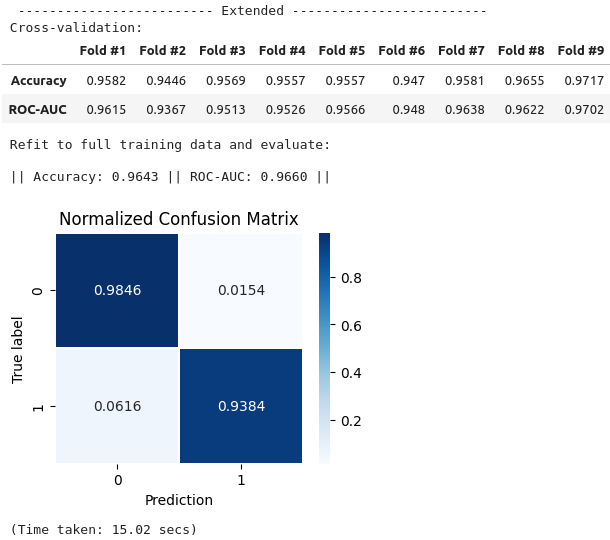 ------------------------- Extended -------------------------
Cross-validation:
Fold #1 Fold #2 Fold #3 Fold #4 Fold #5 Fold #6 Fold #7 Fold #8 Fold #9
Accuracy 0.9582 0.9446 0.9569 0.9557 0.9557 0.947 0.9581 0.9655 0.9717
ROC-AUC 0.9615 0.9367 0.9513 0.9526 0.9566 0.948 0.9638 0.9622 0.9702
Refit to full training data and evaluate:
|| Accuracy: 0.9643 || ROC-AUC: 0.9660 ||
Normalized Confusion Matrix
0.9846 0.0154
0.0616 0.9384
0
1
True label
0 1
Prediction
0.8
0.6
0.4
0.2
(Time taken: 15.02 secs)